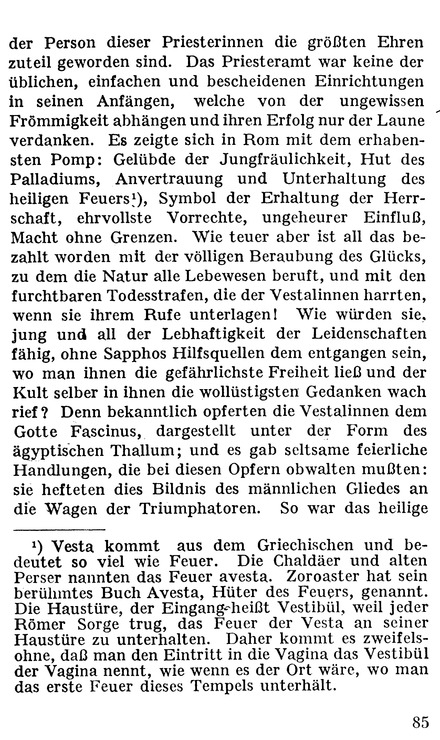 der Person dieser Priesterinnen die größten Ehren
zuteil geworden sind. Das Priesteramt war keine der
üblichen, einfachen und bescheidenen Einrichtungen
in seinen Anfängen, welche von der ungewissen
Frömmigkeit abhängen und ihren Erfolg nur der Laune
verdanken. Es zeigte sich in Rom mit dem erhaben-
sten Pomp: Gelübde der Jungfräulichkeit, Hut des
Palladiums, Anvertrauung und Unterhaltung des
heiligen Feuers¹), Symbol der Erhaltung der Herr-
schaft, ehrvollste Vorrechte, ungeheurer Einfluß,
Macht ohne Grenzen. Wie teuer aber ist all das be-
zahlt worden mit der völligen Beraubung des Glücks,
zu dem die Natur alle Lebewesen beruft, und mit den
furchtbaren Todesstrafen, die der Vestalinnen harrten,
wenn sie ihrem Rufe unterlagen! Wie würden sie,
jung und all der Lebhaftigkeit der Leidenschaften
fähig, ohne Sapphos Hilfsquellen dem entgangen sein,
wo man ihnen die gefährlichste Freiheit ließ und der
Kult selber in ihnen die wollüstigsten Gedanken wach
rief? Denn bekanntlich opferten die Vestalinnen dem
Gotte Fascinus, dargestellt unter der Form des
ägyptischen Thallum; und es gab seltsame feierliche
Handlungen, die bei diesen Opfern obwalten mußten:
sie hefteten dies Bildnis des männlichen Gliedes an
die Wagen der Triumphatoren. So war das heilige
¹) Vesta kommt aus dem Griechischen und be-
deutet so viel wie Feuer. Die Chaldäer und alten
Perser nannten das Feuer avesta. Zoroaster hat sein
berühmtes Buch Avesta, Hüter des Feuers, genannt.
Die Haustüre, der Eingang heißt Vestibül, weil jeder
Römer Sorge trug, das Feuer der Vesta an seiner
Haustüre zu unterhalten. Daher kommt es zweifels-
ohne, daß man den Eintritt in die Vagina das Vestibül
der Vagina nennt, wie wenn es der Ort wäre, wo man
das erste Feuer dieses Tempels unterhält.
85